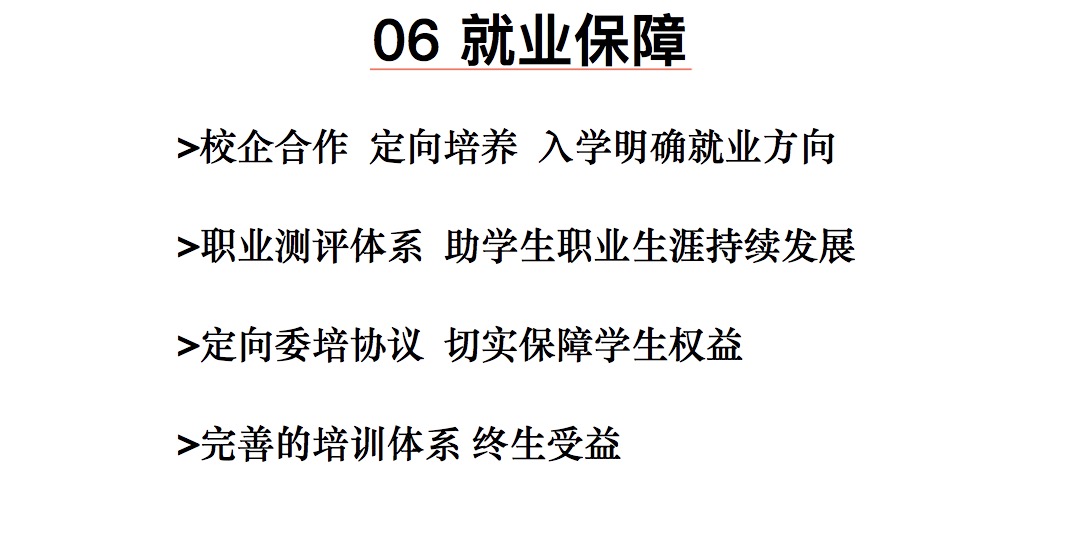 06 就业保障
>校企合作 定向培养 入学明确就业方向
>职业测评体系 助学生职业生涯持续发展
>定向委培协议 切实保障学生权益
>完善的培训体系 终生受益